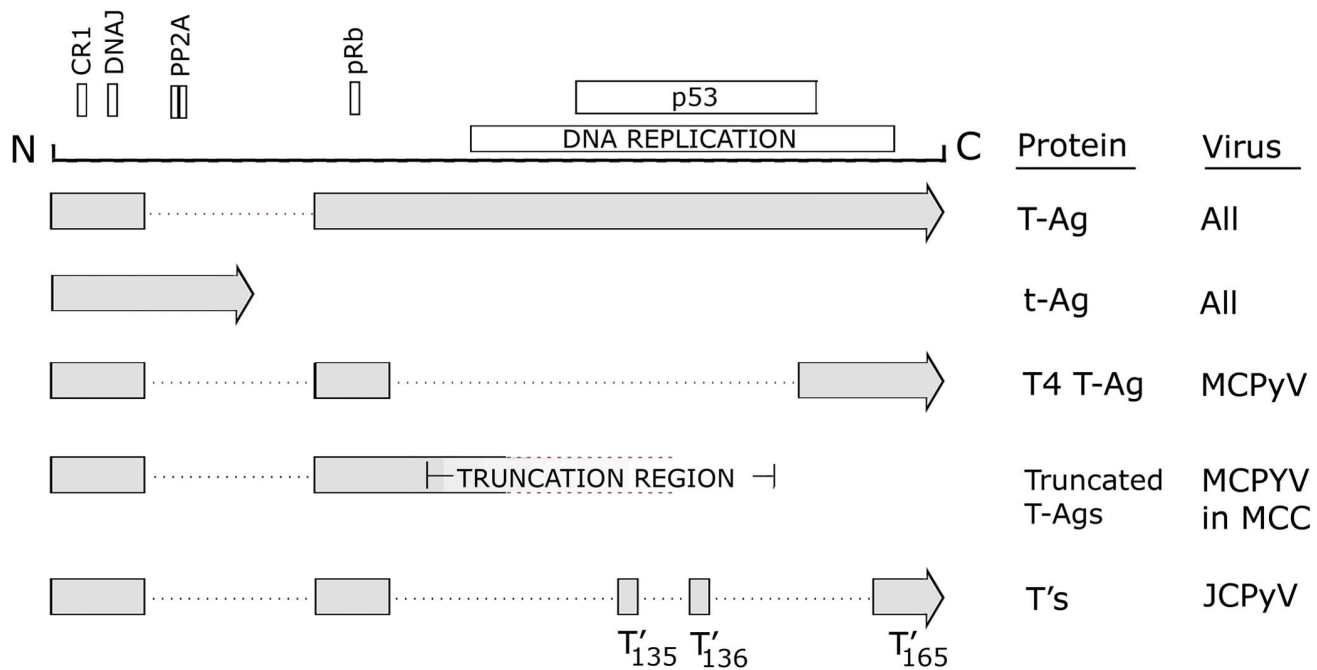 CR1
DNAJ
PP2A
pRb
p53
DNA REPLICATION
N
C
Protein
Virus
T-Ag
All
t-Ag
All
T4 T-Ag
MCPyV
TRUNCATION REGION
Truncated
T-Ags
MCPYV
in MCC
T's
JCPyV
T′135
T′136
T′165